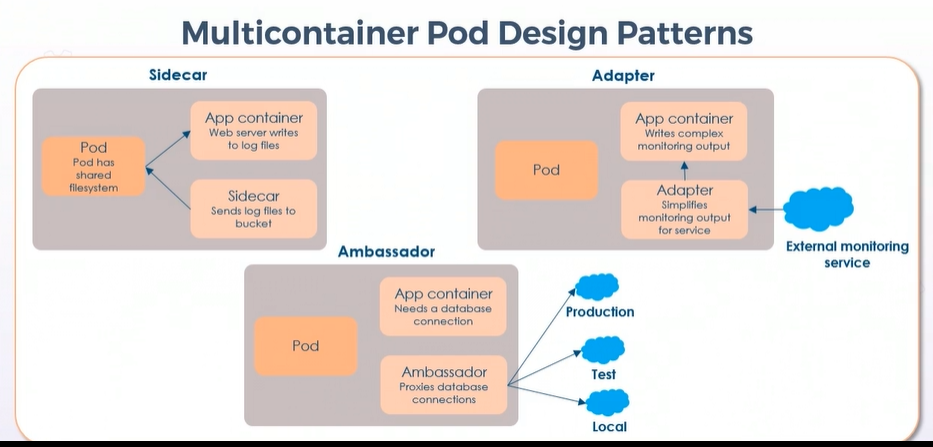 Multicontainer Pod Design Patterns
Sidecar
Pod
Pod has
shared
filesystem
App container
Web server writes
to log files
Sidecar
Sends log files to
bucket
Adapter
Pod
App container
Writes complex
monitoring output
Adapter
Simplifies
monitoring output
for service
External monitoring
service
Ambassador
Pod
App container
Needs a database
connection
Ambassador
Proxies database
connections
Production
Test
Local